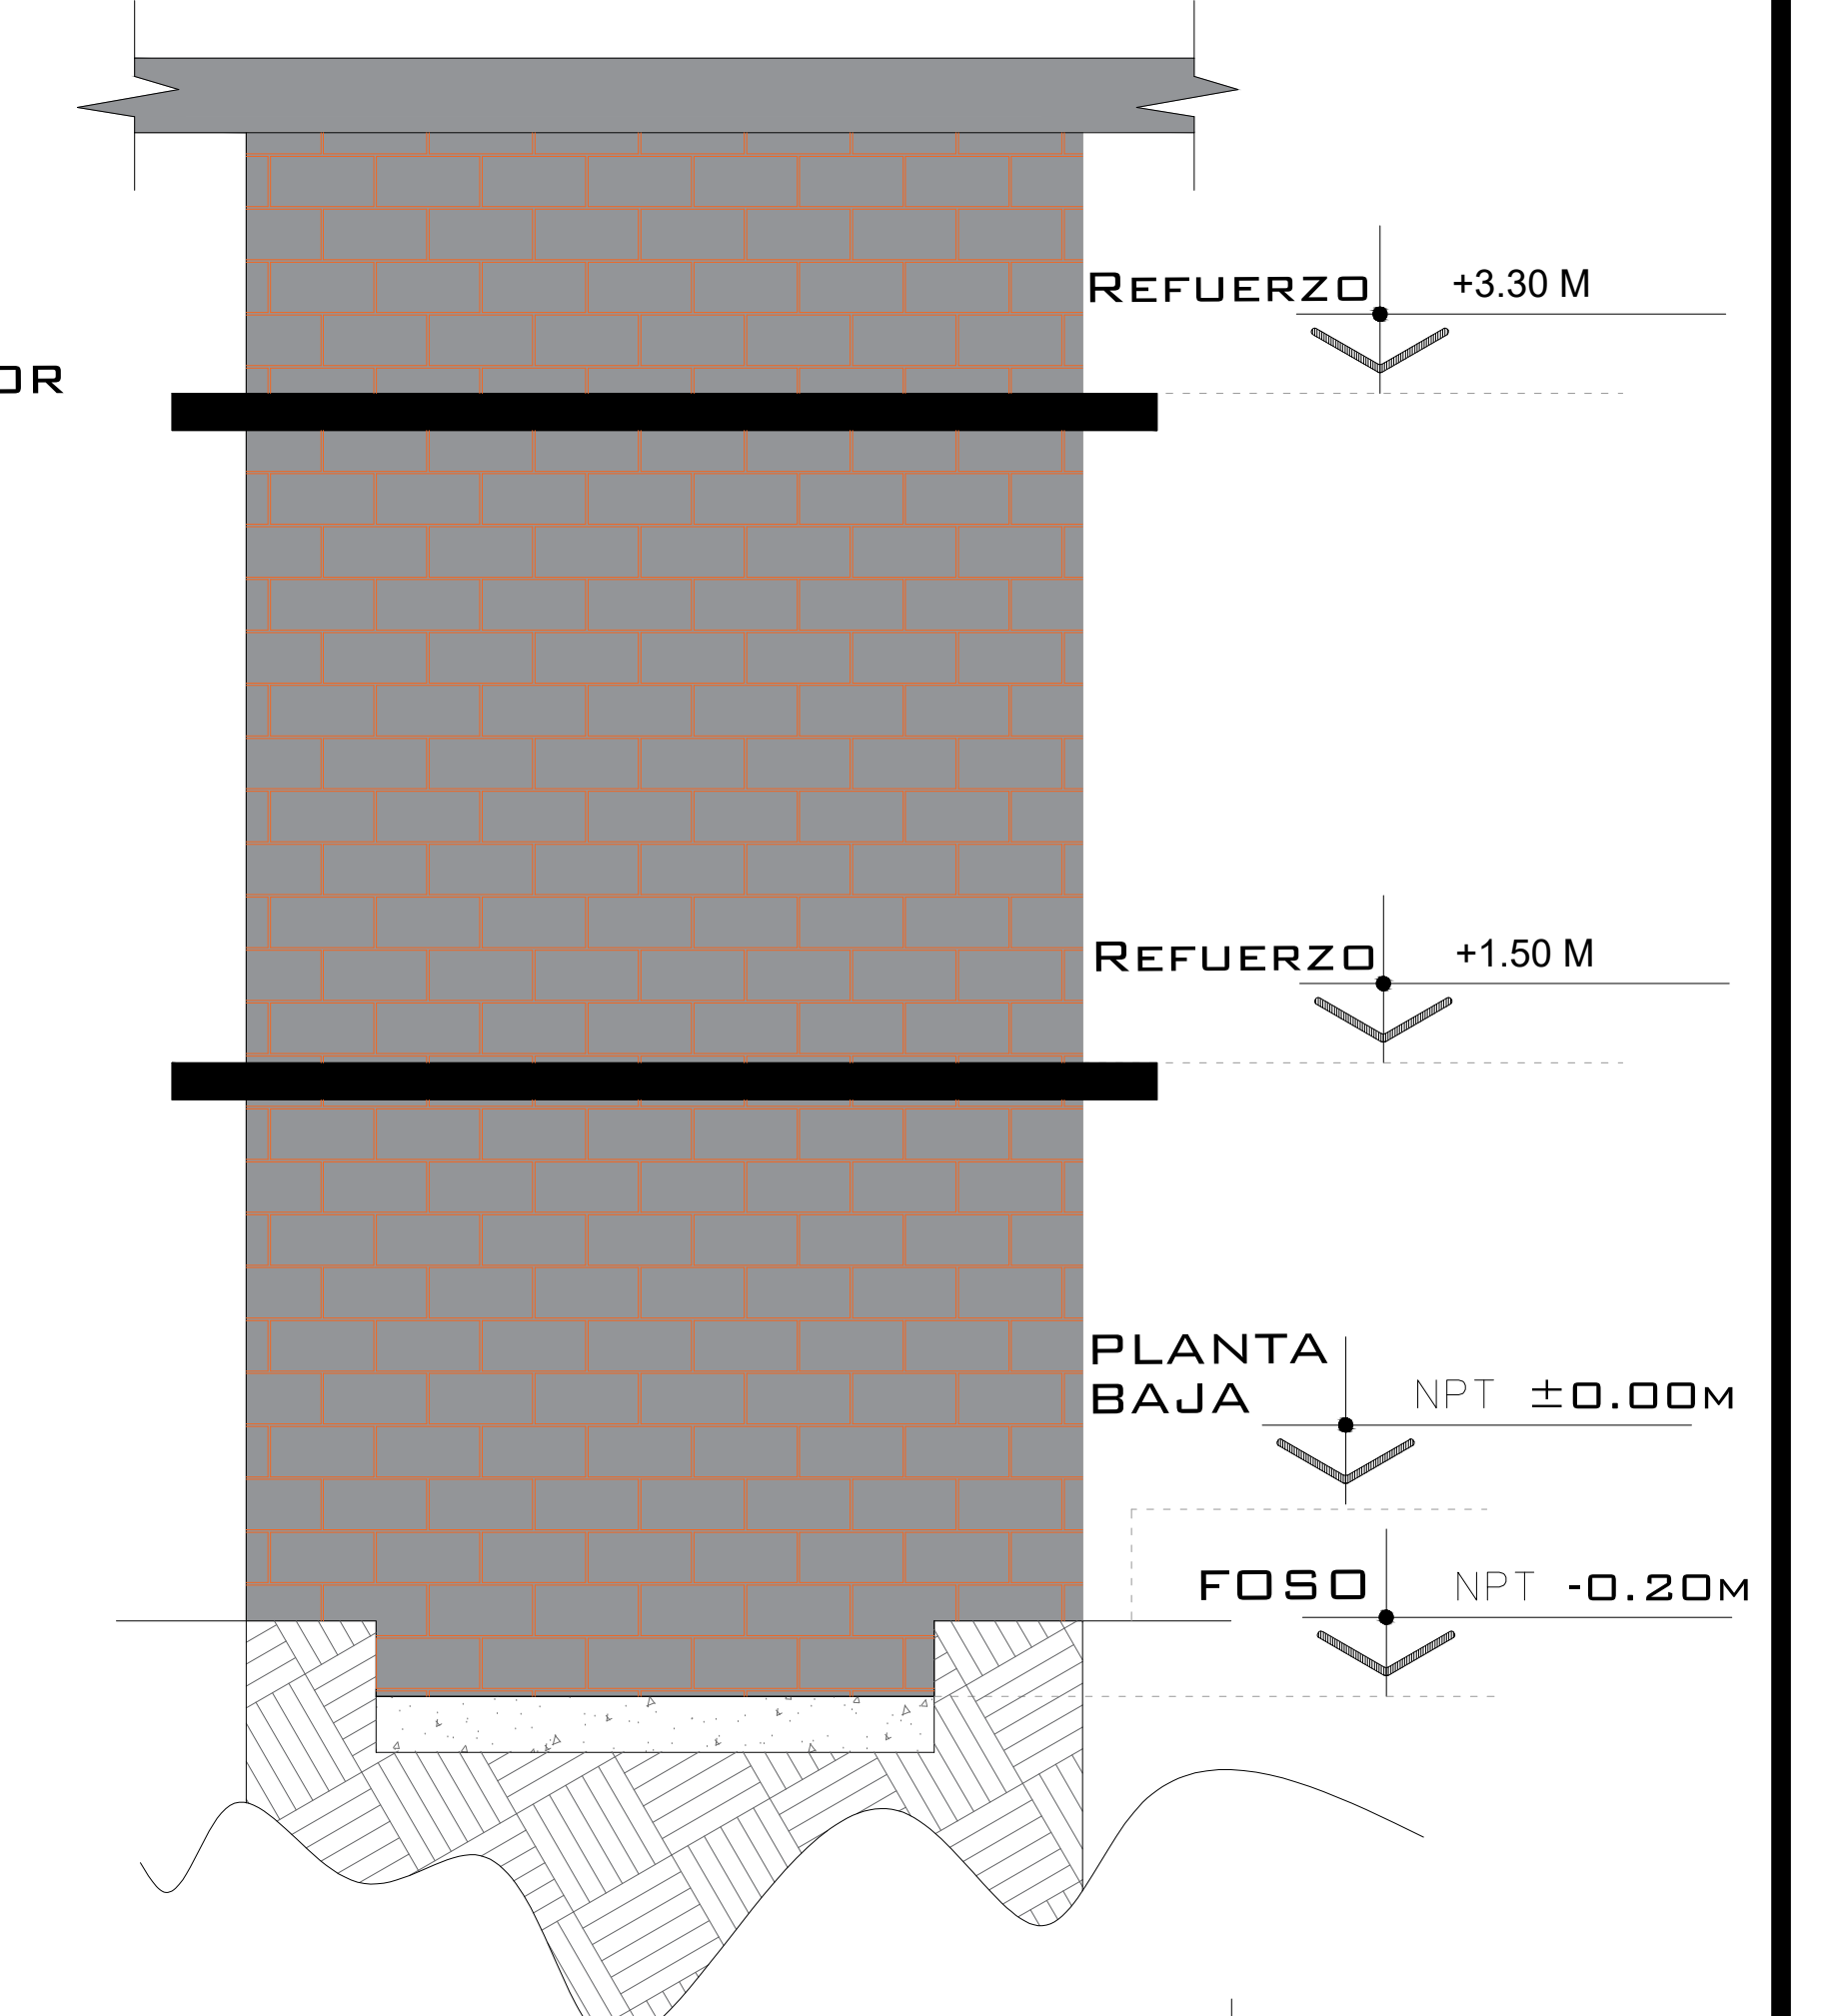 REFUERZO +3.30 M
OR
REFUERZO +1.50 M
PLANTA
BAJA NPT ±0.00M
FOSO NPT -0.20M